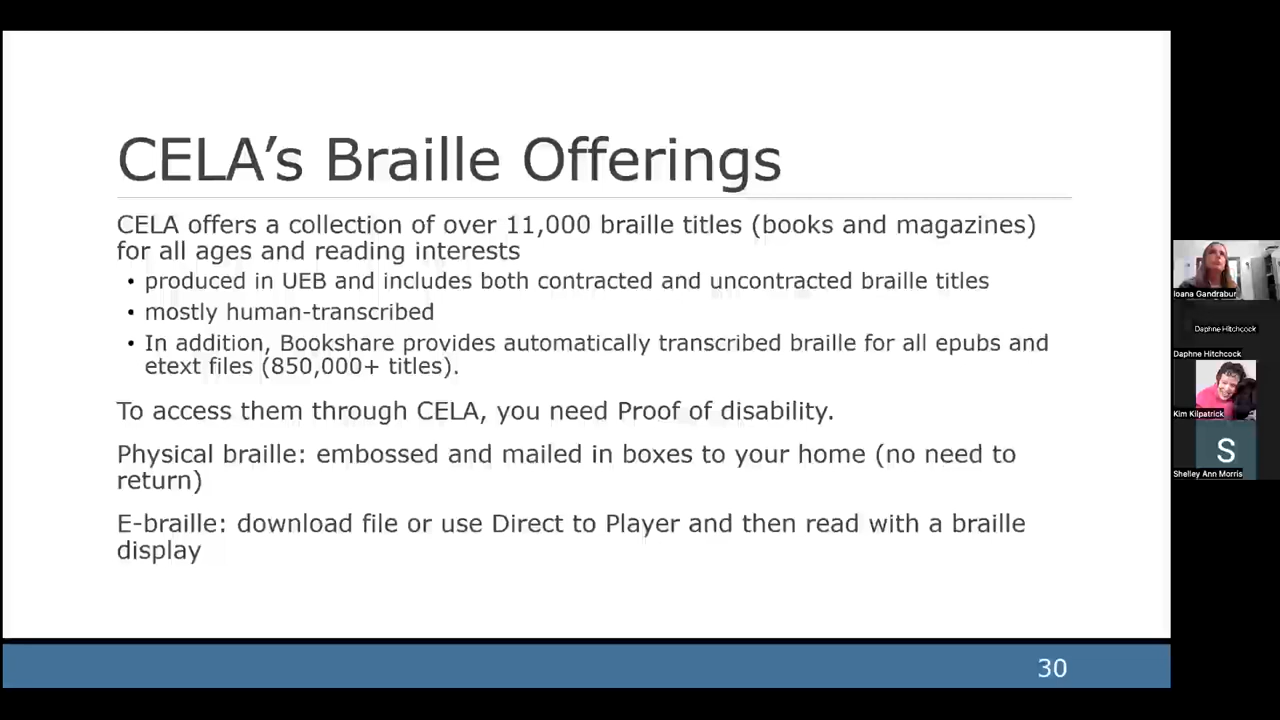 CELA’s Braille Offerings
CELA offers a collection of over 11,000 braille titles (books and magazines)
for all ages and reading interests
• produced in UEB and includes both contracted and uncontracted braille titles
• mostly human-transcribed
• In addition, Bookshare provides automatically transcribed braille for all epubs and
etext files (850,000+ titles).
To access them through CELA, you need Proof of disability.
Physical braille: embossed and mailed in boxes to your home (no need to
return)
E-braille: download file or use Direct to Player and then read with a braille
display
30
Ioana Gandrabur
Daphne Hitchcock
Daphne Hitchcock
Kim Kilpatrick
S
Shelley Ann Morris